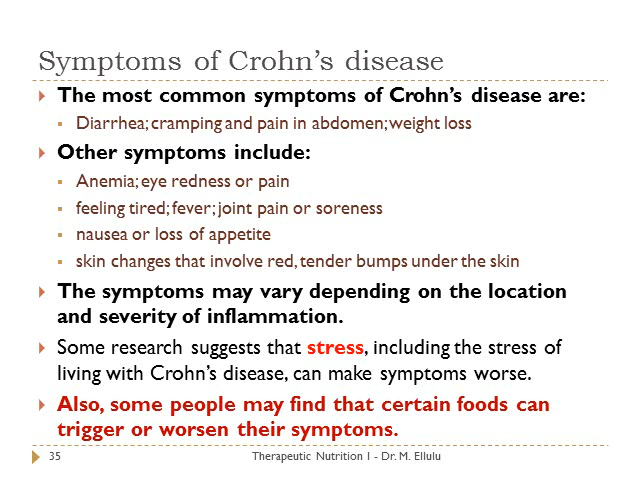 Symptoms of Crohn's disease
The most common symptoms of Crohn's disease are:
Diarrhea; cramping and pain in abdomen; weight loss
Other symptoms include:
Anemia; eye redness or pain
feeling tired; fever; joint pain or soreness
nausea or loss of appetite
skin changes that involve red, tender bumps under the skin
The symptoms may vary depending on the location
and severity of inflammation.
Some research suggests that stress, including the stress of
living with Crohn's disease, can make symptoms worse.
Also, some people may find that certain foods can
trigger or worsen their symptoms.
35 Therapeutic Nutrition I - Dr. M. Ellulu